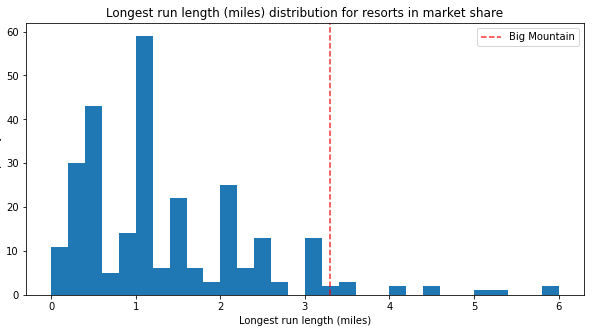 Longest run length (miles) distribution for resorts in market share
Big Mountain
60
50
40
30
20
10
0
0 1 2 3 4 5 6
Longest run length (miles)